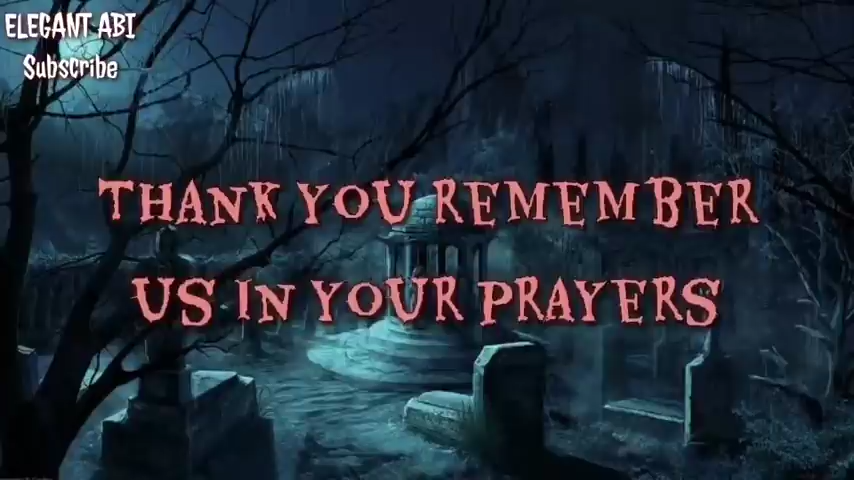 ELEGANT ABI
Subscribe
THANK YOU REMEMBER
US IN YOUR PRAYERS